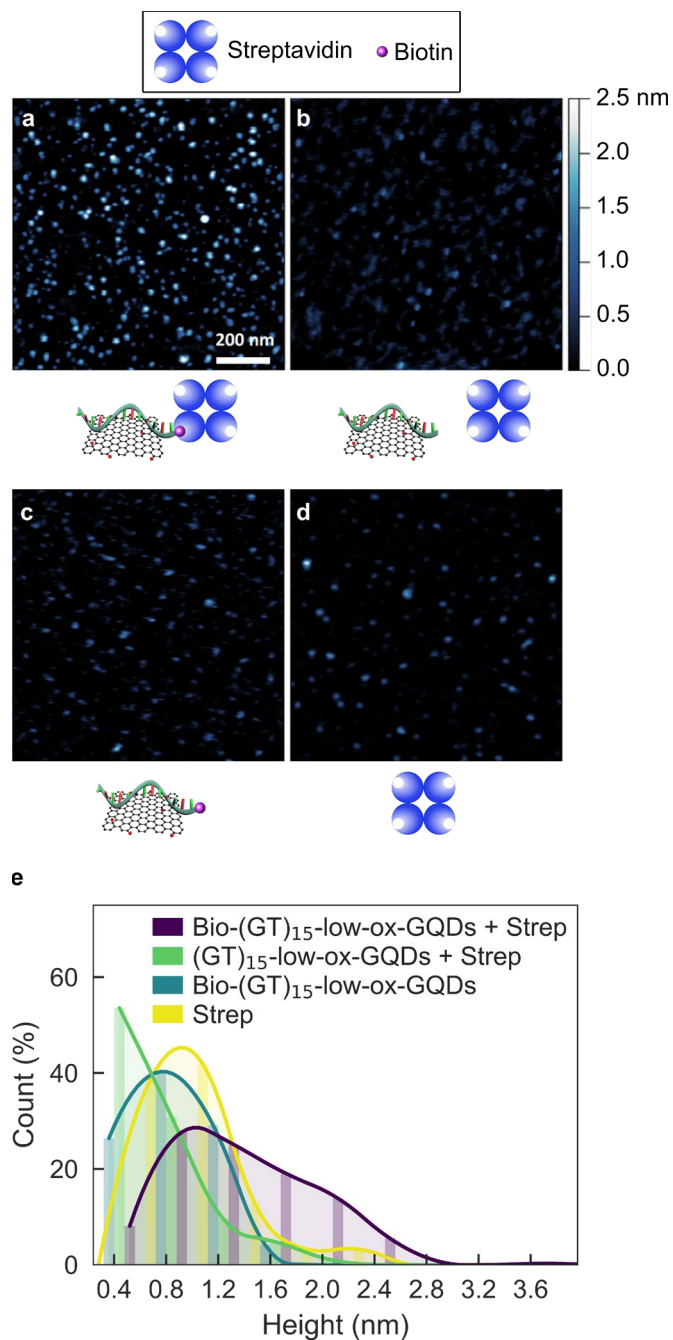 Streptavidin Biotin
a b 2.5 nm
2.0
1.5
1.0
0.5
0.0
200 nm
c d
e
Bio-(GT)₁₅-low-ox-GQDs + Strep
(GT)₁₅-low-ox-GQDs + Strep
Bio-(GT)₁₅-low-ox-GQDs
Strep
Count (%)
60
40
20
0
0.4 0.8 1.2 1.6 2.0 2.4 2.8 3.2 3.6
Height (nm)